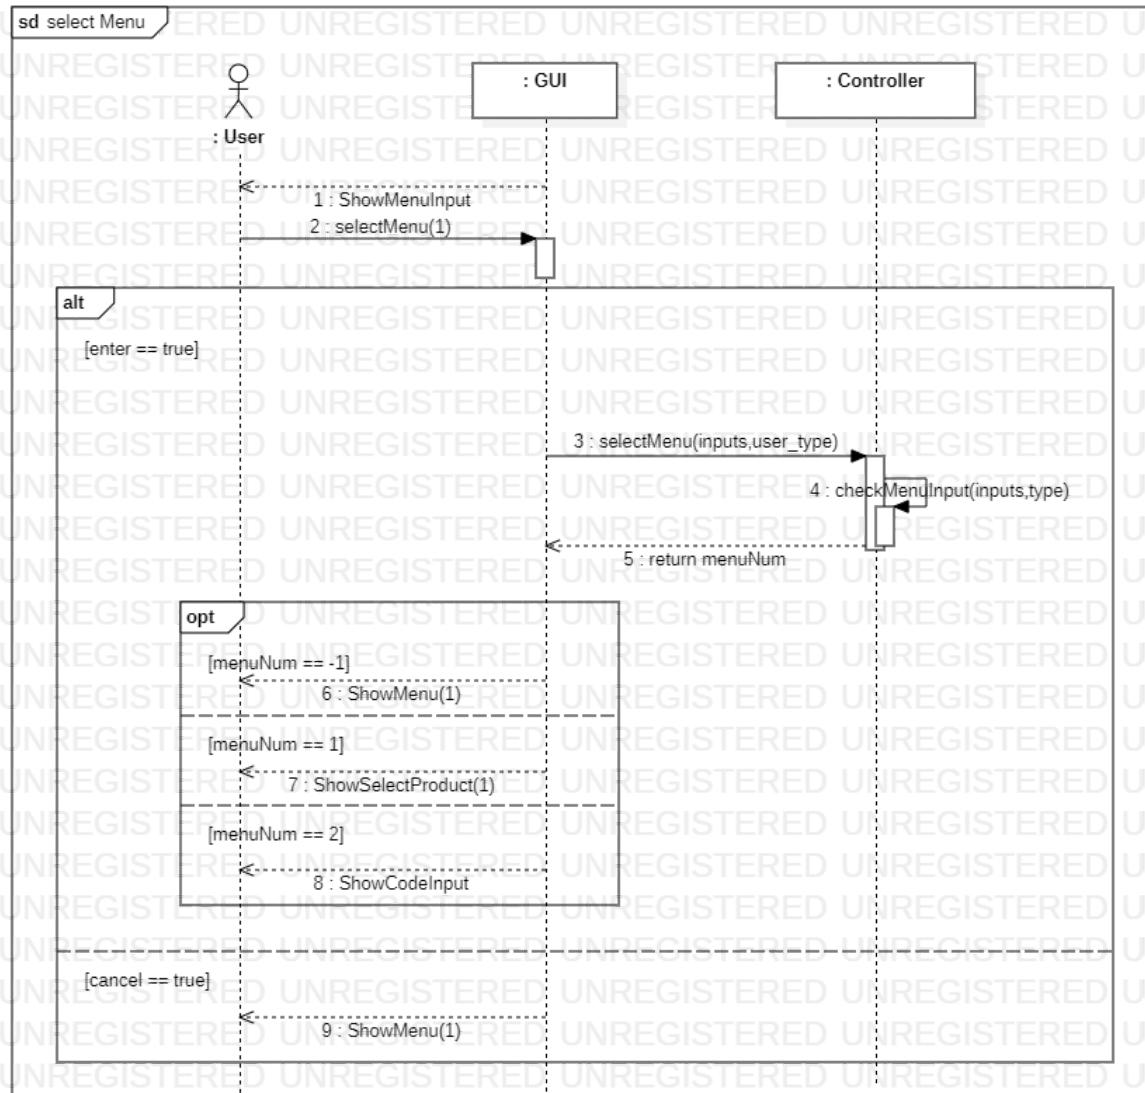 sd select Menu
: User
: GUI
: Controller
1 : ShowMenuInput
2 : selectMenu(1)
alt
[enter == true]
3 : selectMenu(inputs,user_type)
4 : checkMenuInput(inputs,type)
5 : return menuNum
opt
[menuNum == -1]
6 : ShowMenu(1)
[menuNum == 1]
7 : ShowSelectProduct(1)
[menuNum == 2]
8 : ShowCodeInput
[cancel == true]
9 : ShowMenu(1)
UNREGISTERED